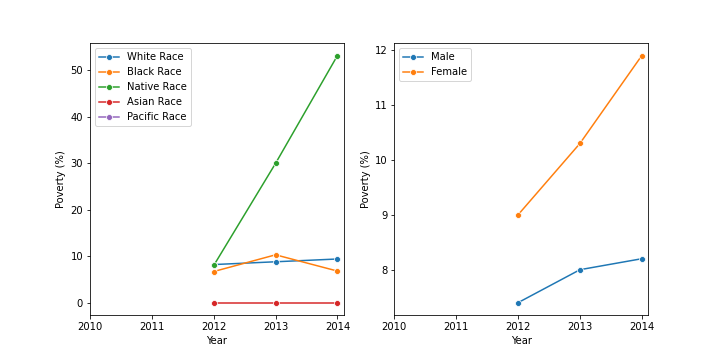 White Race
Black Race
Native Race
Asian Race
Pacific Race
Poverty (%)
50
40
30
20
10
0
2010 2011 2012 2013 2014
Year
Male
Female
Poverty (%)
12
11
10
9
8
2010 2011 2012 2013 2014
Year